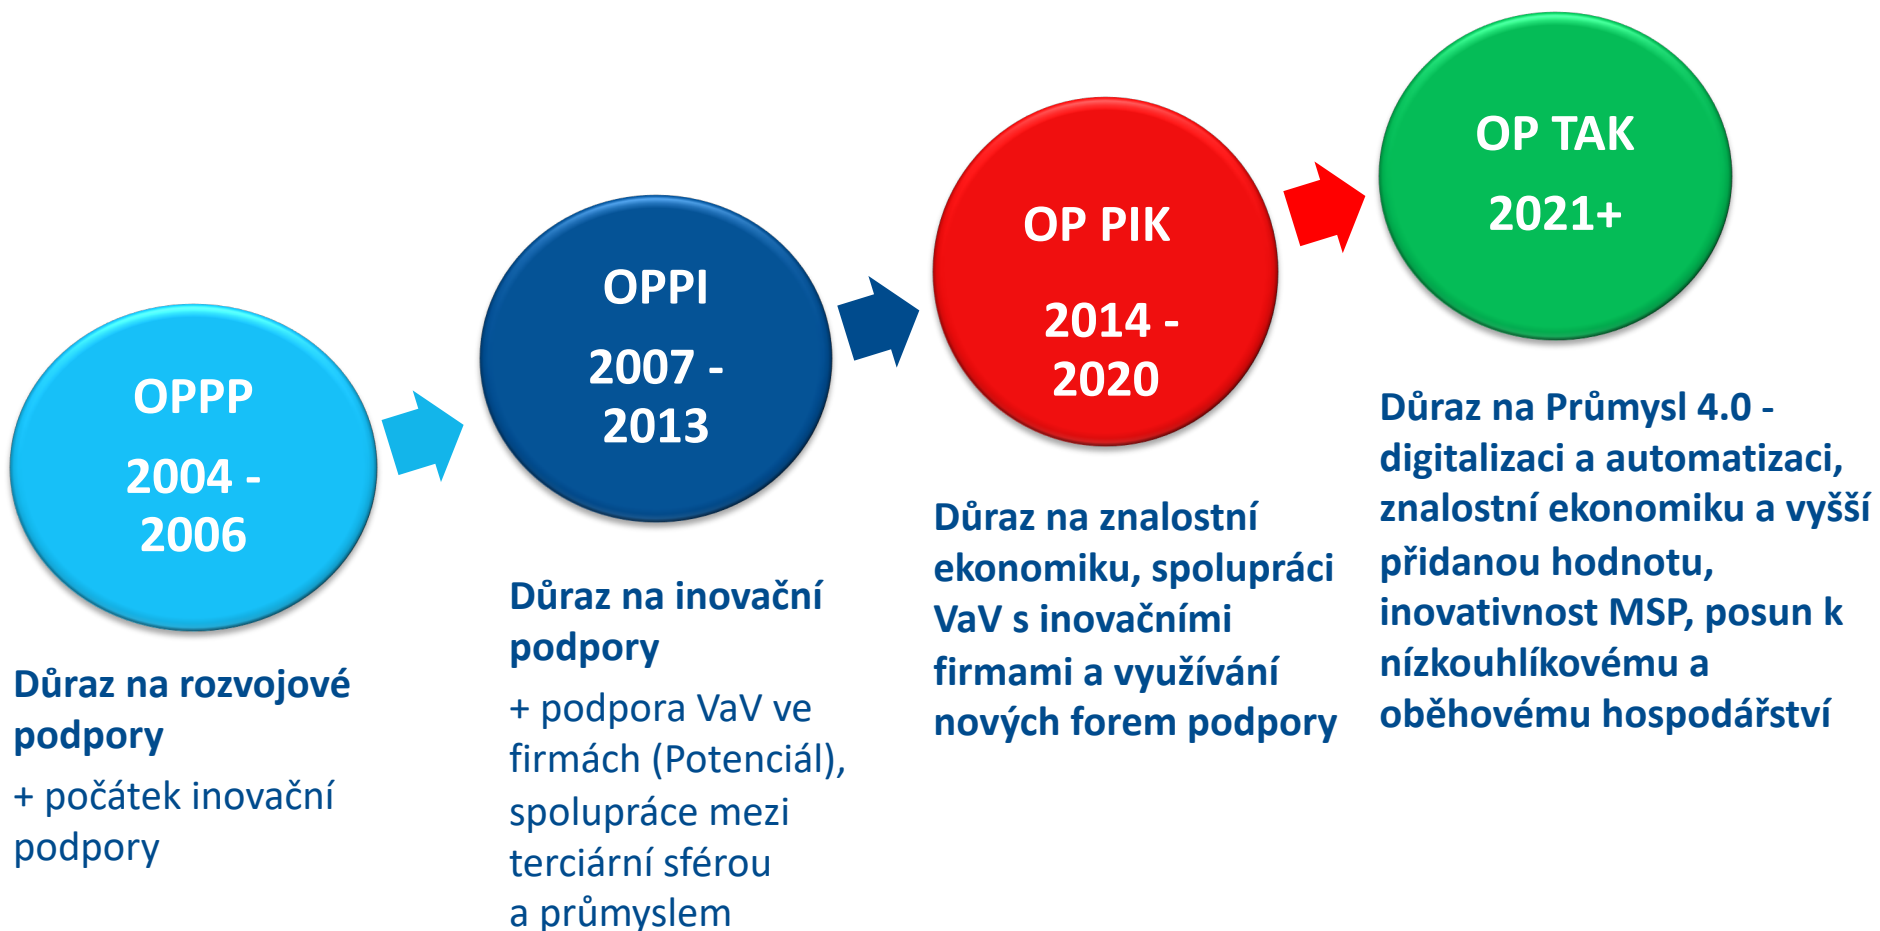 OPPP
2004 -
2006
Důraz na rozvojové
podpory
+ počátek inovační
podpory
OPPI
2007 -
2013
Důraz na inovační
podpory
+ podpora VaV ve
firmách (Potenciál),
spolupráce mezi
terciární sférou
a průmyslem
OP PIK
2014 -
2020
Důraz na znalostní
ekonomiku, spolupráci
VaV s inovačními
firmami a využívání
nových forem podpory
OP TAK
2021+
Důraz na Průmysl 4.0 -
digitalizaci a automatizaci,
znalostní ekonomiku a vyšší
přidanou hodnotu,
inovativnost MSP, posun k
nízkouhlíkovému a
oběhovému hospodářství